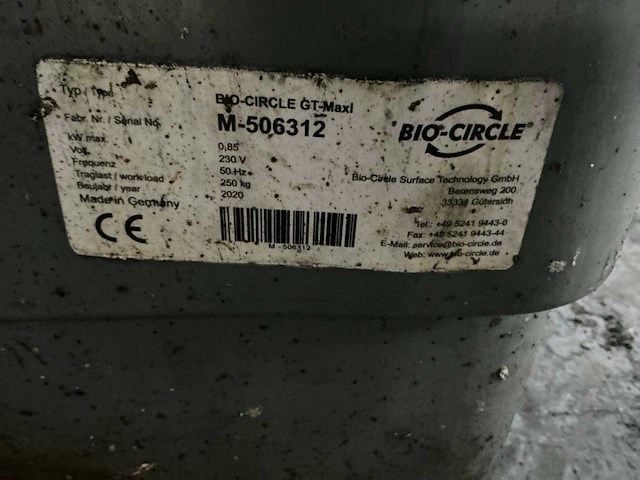 Typ / Type BIO-CIRCLE GT-Maxi
Fabr. Nr. / Serial No. M-506312
kW max. 0,85
Volt 230 V
Frequenz 50 Hz
Traglast / workload 250 kg
Baujahr / year 2020
Made in Germany
CE
M - 506312
BIO-CIRCLE®
Bio-Circle Surface Technology GmbH
Berensweg 200
33334 Gütersloh
Tel.: +49 5241 9443-0
Fax: +49 5241 9443-44
E-Mail: service@bio-circle.de
Web: www.bio-circle.de